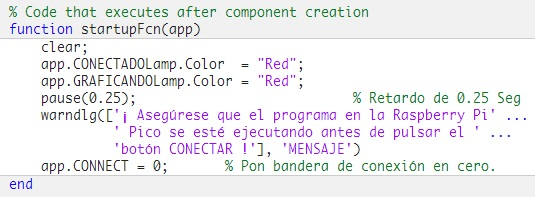 % Code that executes after component creation
function startupFcn(app)
clear;
app.CONECTADOLamp.Color = "Red";
app.GRAFICANDOLamp.Color = "Red";
pause(0.25); % Retardo de 0.25 Seg
warndlg(['¡ Asegúrese que el programa en la Raspberry Pi' ...
' Pico se esté ejecutando antes de pulsar el ' ...
'botón CONECTAR !'], 'MENSAJE')
app.CONNECT = 0; % Pon bandera de conexión en cero.
end